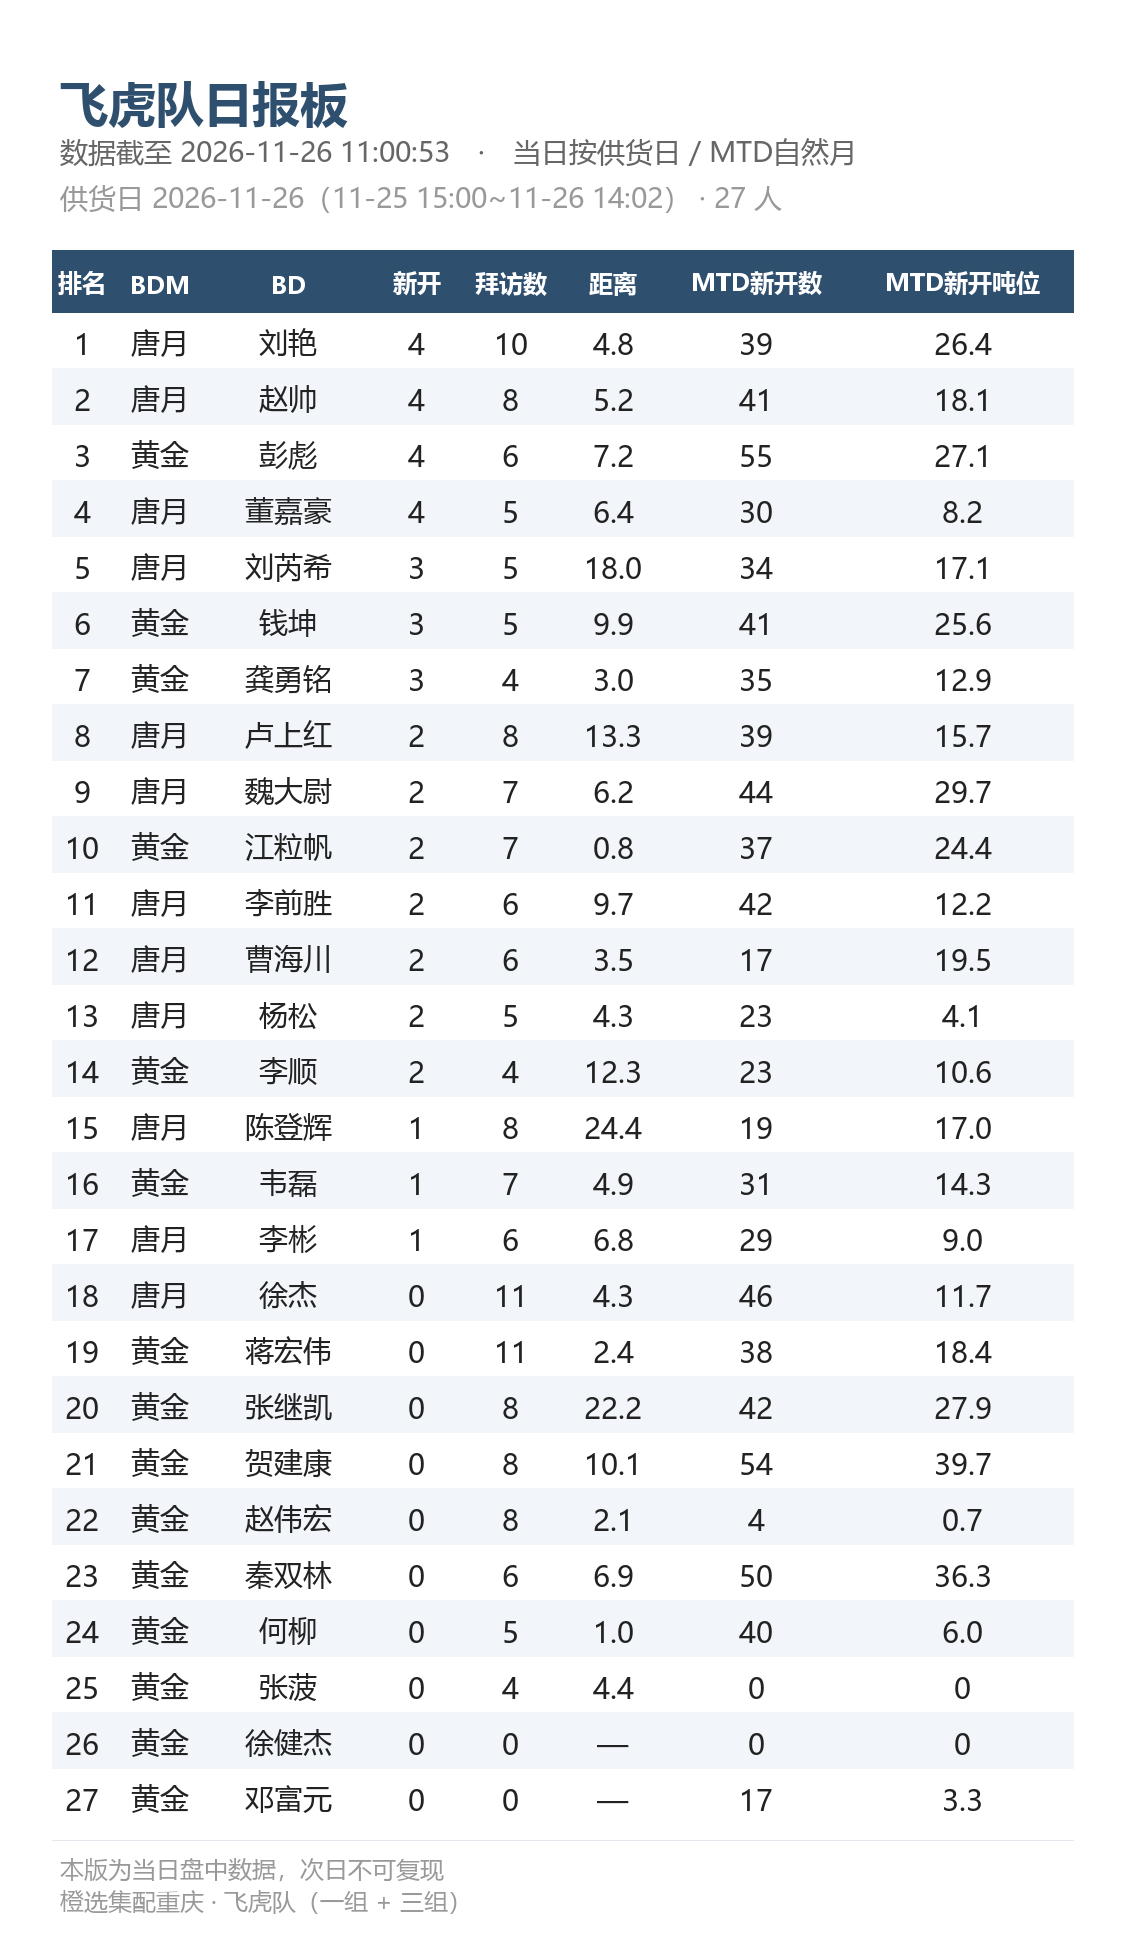 飞虎队日报板
数据截至 2026-11-26 11:00:53 · 当日按供货日 / MTD自然月
供货日 2026-11-26（11-25 15:00~11-26 14:02） · 27 人
排名 BDM BD 新开 拜访数 距离 MTD新开数 MTD新开吨位
1 唐月 刘艳 4 10 4.8 39 26.4
2 唐月 赵帅 4 8 5.2 41 18.1
3 黄金 彭彪 4 6 7.2 55 27.1
4 唐月 董嘉豪 4 5 6.4 30 8.2
5 唐月 刘芮希 3 5 18.0 34 17.1
6 黄金 钱坤 3 5 9.9 41 25.6
7 黄金 龚勇铭 3 4 3.0 35 12.9
8 唐月 卢上红 2 8 13.3 39 15.7
9 唐月 魏大尉 2 7 6.2 44 29.7
10 黄金 江粒帆 2 7 0.8 37 24.4
11 唐月 李前胜 2 6 9.7 42 12.2
12 唐月 曹海川 2 6 3.5 17 19.5
13 唐月 杨松 2 5 4.3 23 4.1
14 黄金 李顺 2 4 12.3 23 10.6
15 唐月 陈登辉 1 8 24.4 19 17.0
16 黄金 韦磊 1 7 4.9 31 14.3
17 唐月 李彬 1 6 6.8 29 9.0
18 唐月 徐杰 0 11 4.3 46 11.7
19 黄金 蒋宏伟 0 11 2.4 38 18.4
20 黄金 张继凯 0 8 22.2 42 27.9
21 黄金 贺建康 0 8 10.1 54 39.7
22 黄金 赵伟宏 0 8 2.1 4 0.7
23 黄金 秦双林 0 6 6.9 50 36.3
24 黄金 何柳 0 5 1.0 40 6.0
25 黄金 张菠 0 4 4.4 0 0
26 黄金 徐健杰 0 0 — 0 0
27 黄金 邓富元 0 0 — 17 3.3
本版为当日盘中数据，次日不可复现
橙选集配重庆 · 飞虎队（一组 + 三组）